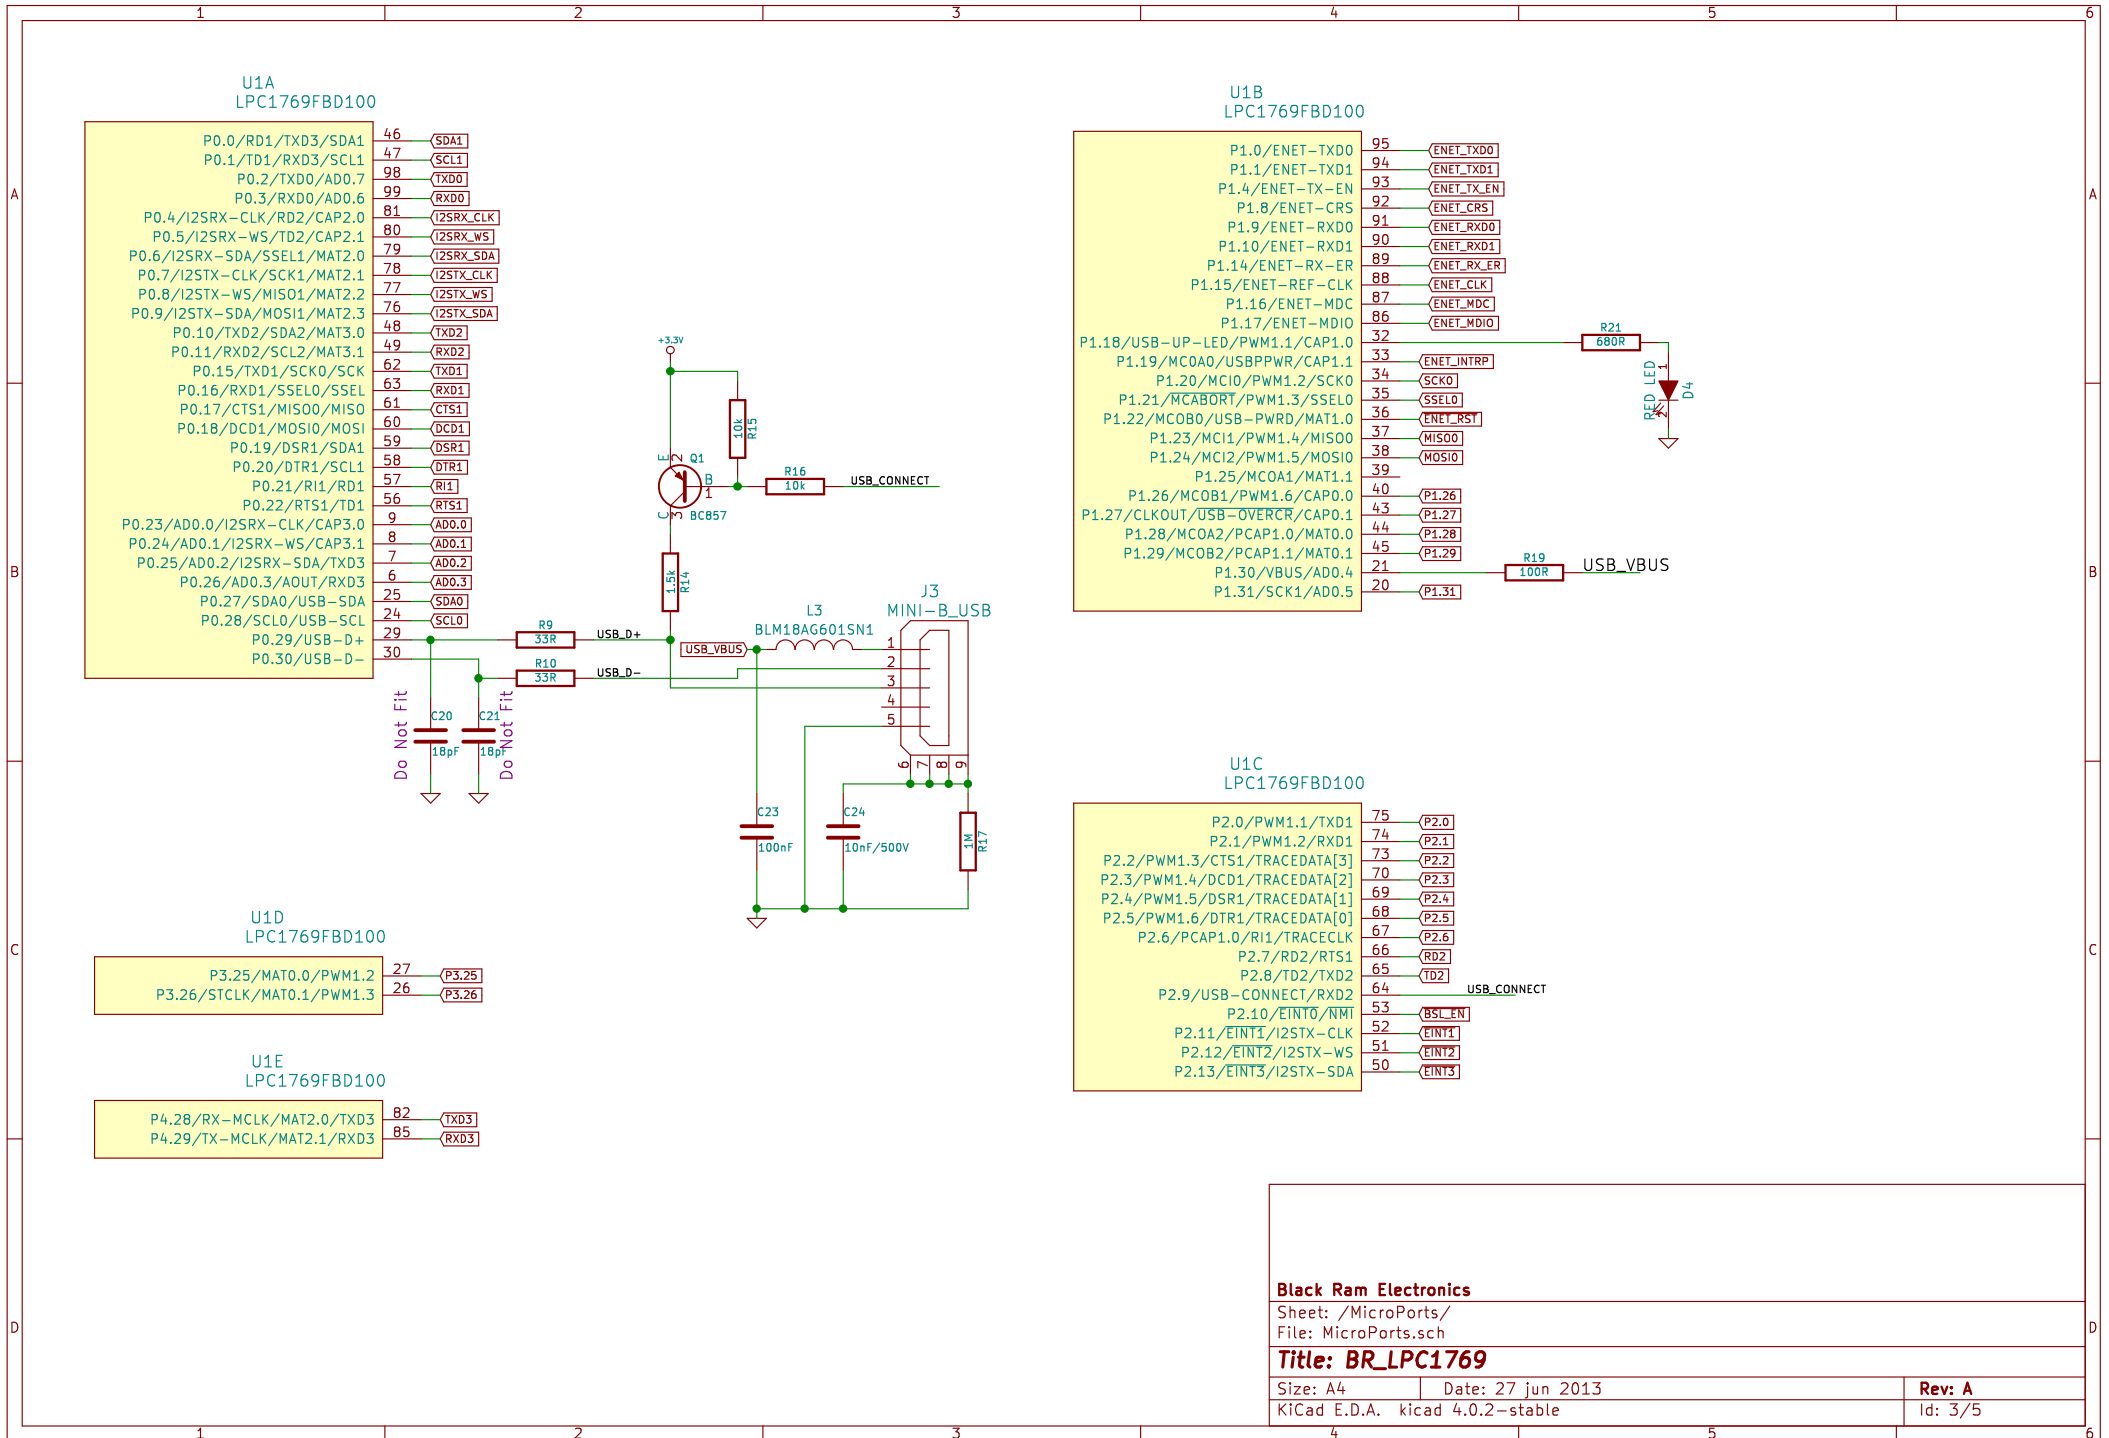 1 2 3 4 5 6
A
B
C
D
A
B
C
D
1 2 3 4 5 6
U1A
LPC1769FBD100
P0.0/RD1/TXD3/SDA1 46 SDA1
P0.1/TD1/RXD3/SCL1 47 SCL1
P0.2/TXD0/AD0.7 98 TXD0
P0.3/RXD0/AD0.6 99 RXD0
P0.4/I2SRX-CLK/RD2/CAP2.0 81 I2SRX_CLK
P0.5/I2SRX-WS/TD2/CAP2.1 80 I2SRX_WS
P0.6/I2SRX-SDA/SSEL1/MAT2.0 79 I2SRX_SDA
P0.7/I2STX-CLK/SCK1/MAT2.1 78 I2STX_CLK
P0.8/I2STX-WS/MISO1/MAT2.2 77 I2STX_WS
P0.9/I2STX-SDA/MOSI1/MAT2.3 76 I2STX_SDA
P0.10/TXD2/SDA2/MAT3.0 48 TXD2
P0.11/RXD2/SCL2/MAT3.1 49 RXD2
P0.15/TXD1/SCK0/SCK 62 TXD1
P0.16/RXD1/SSEL0/SSEL 63 RXD1
P0.17/CTS1/MISO0/MISO 61 CTS1
P0.18/DCD1/MOSI0/MOSI 60 DCD1
P0.19/DSR1/SDA1 59 DSR1
P0.20/DTR1/SCL1 58 DTR1
P0.21/RI1/RD1 57 RI1
P0.22/RTS1/TD1 56 RTS1
P0.23/AD0.0/I2SRX-CLK/CAP3.0 9 AD0.0
P0.24/AD0.1/I2SRX-WS/CAP3.1 8 AD0.1
P0.25/AD0.2/I2SRX-SDA/TXD3 7 AD0.2
P0.26/AD0.3/AOUT/RXD3 6 AD0.3
P0.27/SDA0/USB-SDA 25 SDA0
P0.28/SCL0/USB-SCL 24 SCL0
P0.29/USB-D+ 29
P0.30/USB-D- 30
R9
33R
USB_D+
R10
33R
USB_D-
Do Not Fit
C20
18pF
C21
18pF
Do Not Fit
+3.3V
10k
R15
E 2
Q1
B
1
C 3
BC857
R16
10k
USB_CONNECT
1.5k
R14
USB_VBUS
L3
BLM18AG601SN1
J3
MINI-B_USB
1
2
3
4
5
6 7 8 9
C23
100nF
C24
10nF/500V
1M
R17
U1B
LPC1769FBD100
P1.0/ENET-TXD0 95 ENET_TXD0
P1.1/ENET-TXD1 94 ENET_TXD1
P1.4/ENET-TX-EN 93 ENET_TX_EN
P1.8/ENET-CRS 92 ENET_CRS
P1.9/ENET-RXD0 91 ENET_RXD0
P1.10/ENET-RXD1 90 ENET_RXD1
P1.14/ENET-RX-ER 89 ENET_RX_ER
P1.15/ENET-REF-CLK 88 ENET_CLK
P1.16/ENET-MDC 87 ENET_MDC
P1.17/ENET-MDIO 86 ENET_MDIO
P1.18/USB-UP-LED/PWM1.1/CAP1.0 32
P1.19/MC0A0/USBPPWR/CAP1.1 33 ENET_INTRP
P1.20/MCI0/PWM1.2/SCK0 34 SCK0
P1.21/MCABORT/PWM1.3/SSEL0 35 SSEL0
P1.22/MCOB0/USB-PWRD/MAT1.0 36 ENET_RST
P1.23/MCI1/PWM1.4/MISO0 37 MISO0
P1.24/MCI2/PWM1.5/MOSI0 38 MOSI0
P1.25/MCOA1/MAT1.1 39
P1.26/MCOB1/PWM1.6/CAP0.0 40 P1.26
P1.27/CLKOUT/USB-OVERCR/CAP0.1 43 P1.27
P1.28/MCOA2/PCAP1.0/MAT0.0 44 P1.28
P1.29/MCOB2/PCAP1.1/MAT0.1 45 P1.29
P1.30/VBUS/AD0.4 21
P1.31/SCK1/AD0.5 20 P1.31
R21
680R
RED LED
1
2
D4
R19
100R
USB_VBUS
U1C
LPC1769FBD100
P2.0/PWM1.1/TXD1 75 P2.0
P2.1/PWM1.2/RXD1 74 P2.1
P2.2/PWM1.3/CTS1/TRACEDATA[3] 73 P2.2
P2.3/PWM1.4/DCD1/TRACEDATA[2] 70 P2.3
P2.4/PWM1.5/DSR1/TRACEDATA[1] 69 P2.4
P2.5/PWM1.6/DTR1/TRACEDATA[0] 68 P2.5
P2.6/PCAP1.0/RI1/TRACECLK 67 P2.6
P2.7/RD2/RTS1 66 RD2
P2.8/TD2/TXD2 65 TD2
P2.9/USB-CONNECT/RXD2 64 USB_CONNECT
P2.10/EINT0/NMI 53 BSL_EN
P2.11/EINT1/I2STX-CLK 52 EINT1
P2.12/EINT2/I2STX-WS 51 EINT2
P2.13/EINT3/I2STX-SDA 50 EINT3
U1D
LPC1769FBD100
P3.25/MAT0.0/PWM1.2 27 P3.25
P3.26/STCLK/MAT0.1/PWM1.3 26 P3.26
U1E
LPC1769FBD100
P4.28/RX-MCLK/MAT2.0/TXD3 82 TXD3
P4.29/TX-MCLK/MAT2.1/RXD3 85 RXD3
Black Ram Electronics
Sheet: /MicroPorts/
File: MicroPorts.sch
Title: BR_LPC1769
Size: A4 Date: 27 jun 2013 Rev: A
KiCad E.D.A. kicad 4.0.2-stable Id: 3/5